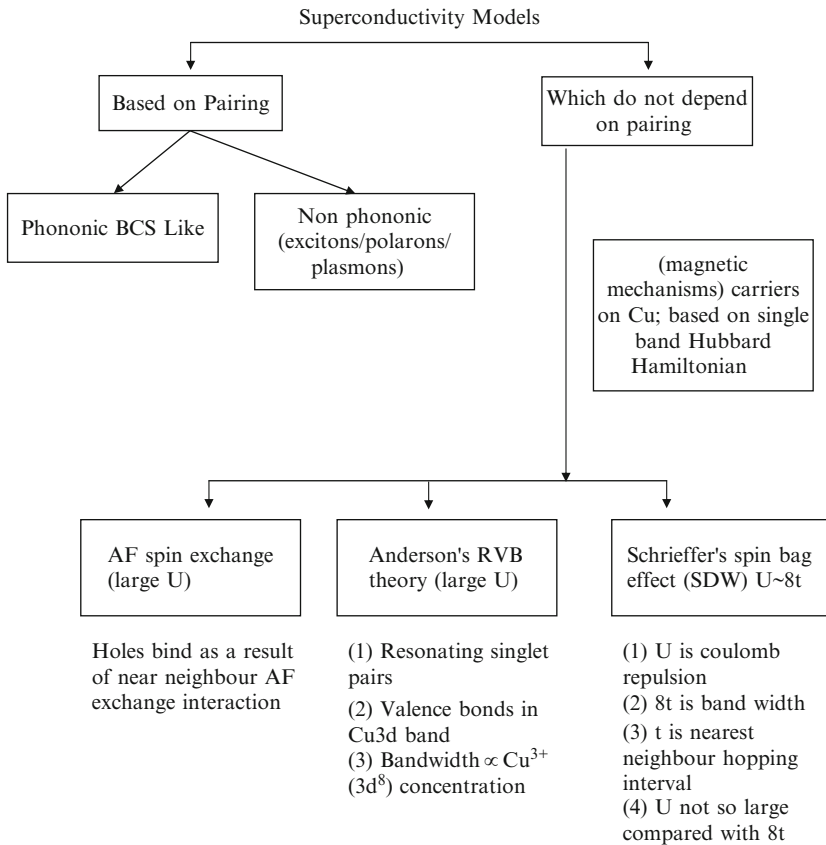 Superconductivity Models
Based on Pairing
Which do not depend
on pairing
Phononic BCS Like
Non phononic
(excitons/polarons/
plasmons)
(magnetic
mechanisms) carriers
on Cu; based on single
band Hubbard
Hamiltonian
AF spin exchange
(large U)
Anderson's RVB
theory (large U)
Schrieffer's spin bag
effect (SDW) U~8t
Holes bind as a result
of near neighbour AF
exchange interaction
(1) Resonating singlet
pairs
(2) Valence bonds in
Cu3d band
(3) Bandwidth ∝ Cu³⁺
(3d⁸) concentration
(1) U is coulomb
repulsion
(2) 8t is band width
(3) t is nearest
neighbour hopping
interval
(4) U not so large
compared with 8t